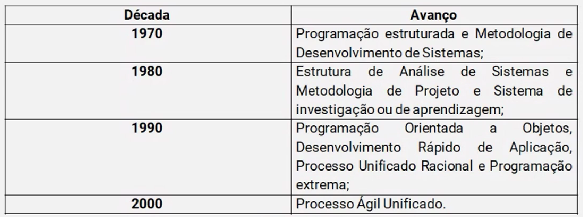 Década Avanço
1970 Programação estruturada e Metodologia de
Desenvolvimento de Sistemas;
1980 Estrutura de Análise de Sistemas e
Metodologia de Projeto e Sistema de
investigação ou de aprendizagem;
1990 Programação Orientada a Objetos,
Desenvolvimento Rápido de Aplicação,
Processo Unificado Racional e Programação
extrema;
2000 Processo Ágil Unificado.